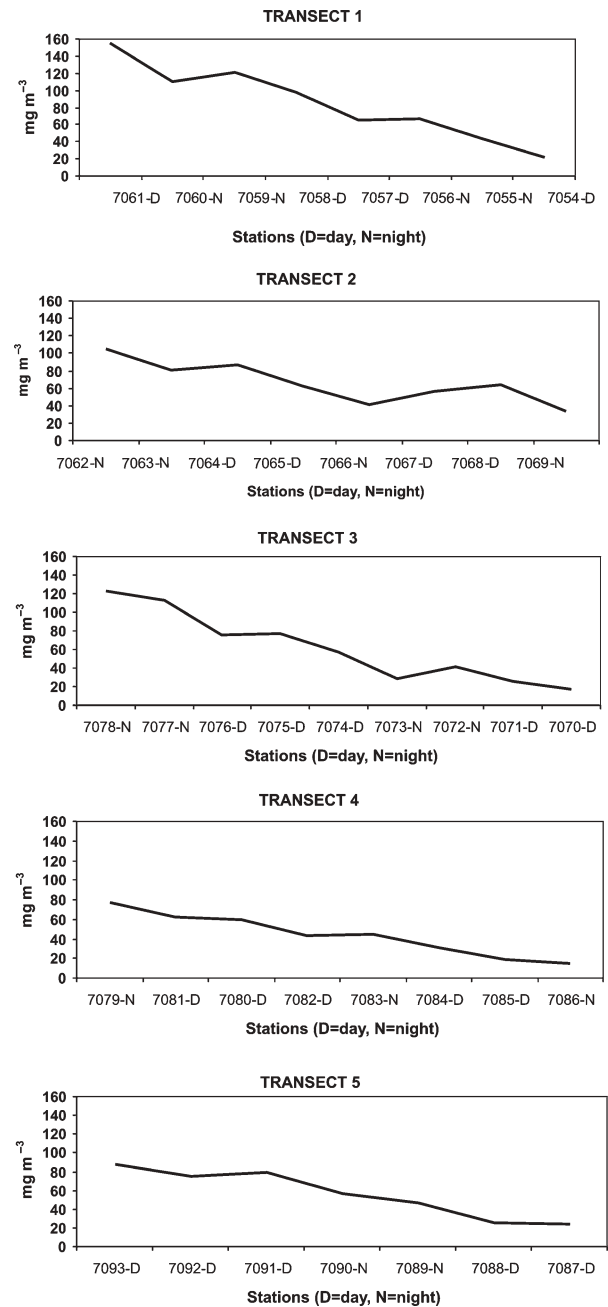 TRANSECT 1
160
140
120
100
80
60
40
20
0
mg m⁻³
7061-D 7060-N 7059-N 7058-D 7057-D 7056-N 7055-N 7054-D
Stations (D=day, N=night)
TRANSECT 2
160
140
120
100
80
60
40
20
0
mg m⁻³
7062-N 7063-N 7064-D 7065-D 7066-N 7067-D 7068-D 7069-N
Stations (D=day, N=night)
TRANSECT 3
160
140
120
100
80
60
40
20
0
mg m⁻³
7078-N 7077-N 7076-D 7075-D 7074-D 7073-N 7072-N 7071-D 7070-D
Stations (D=day, N=night)
TRANSECT 4
160
140
120
100
80
60
40
20
0
mg m⁻³
7079-N 7081-D 7080-D 7082-D 7083-N 7084-D 7085-D 7086-N
Stations (D=day, N=night)
TRANSECT 5
160
140
120
100
80
60
40
20
0
mg m⁻³
7093-D 7092-D 7091-D 7090-N 7089-N 7088-D 7087-D
Stations (D=day, N=night)